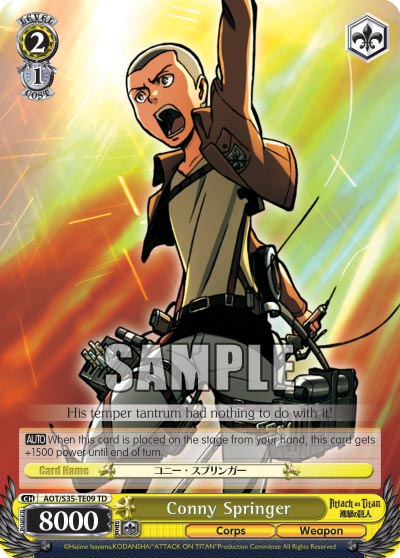 LEVEL
2
1
COST
SAMPLE
His temper tantrum had nothing to do with it!
AUTO When this card is placed on the stage from your hand, this card gets
+1500 power until end of turn.
Card Name
コニー・スプリンガー
CH AOT/S35-TE09 TD
Conny Springer
Attack on Titan
進撃の巨人
POWER
8000
Corps
Weapon
©Hajime Isayama,KODANSHA/"ATTACK ON TITAN"Production Committee. All Rights Reserved.